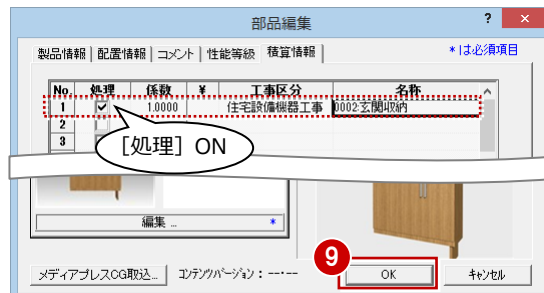 部品編集 ? ×
製品情報 配置情報 コメント 性能等級 積算情報 *は必須項目
No. 処理 係数 ¥ 工事区分 名称
1 1.0000 住宅設備機器工事 0002:玄関収納
2
3
［処理］ON
編集 ... *
9
メディアプレスCG取込... コンテンツバージョン：--.-- OK キャンセル